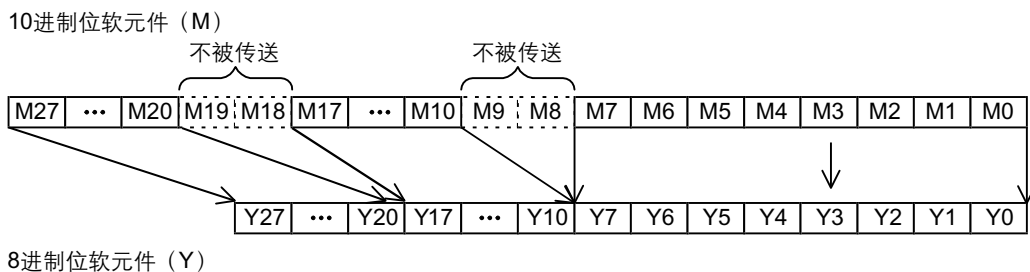 10进制位软元件（M）
不被传送 不被传送
M27 ••• M20 M19 M18 M17 ••• M10 M9 M8 M7 M6 M5 M4 M3 M2 M1 M0
Y27 ••• Y20 Y17 ••• Y10 Y7 Y6 Y5 Y4 Y3 Y2 Y1 Y0
8进制位软元件（Y）